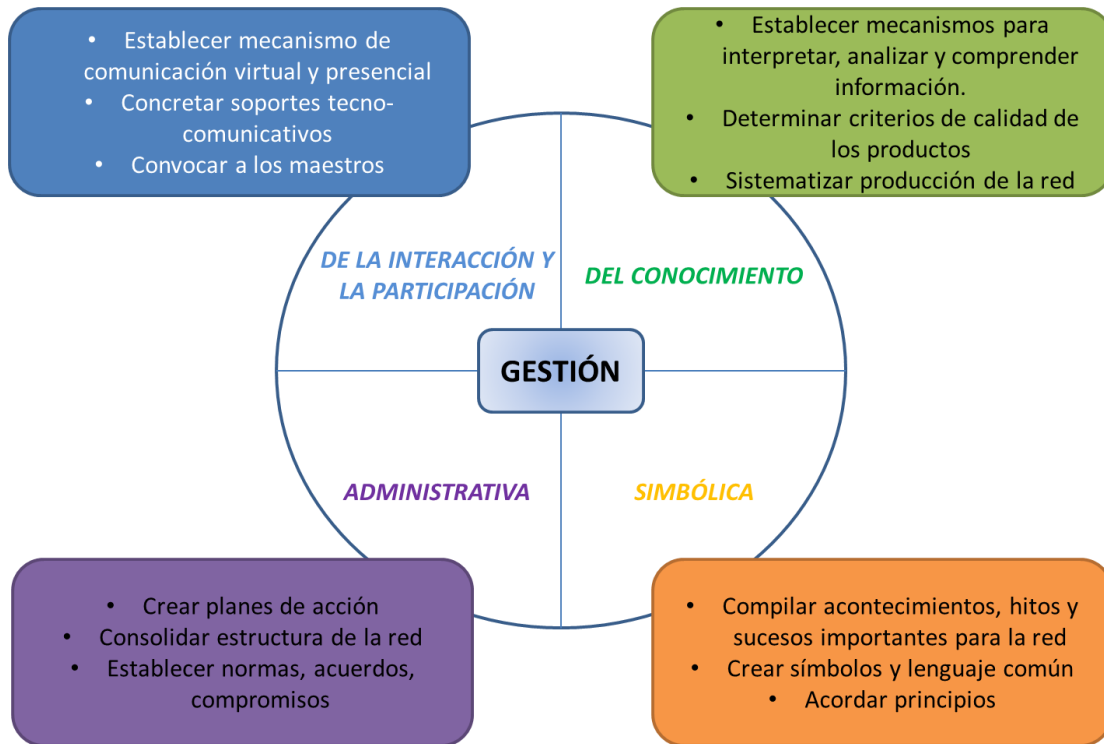 • Establecer mecanismo de
comunicación virtual y presencial
• Concretar soportes tecno-
comunicativos
• Convocar a los maestros
• Establecer mecanismos para
interpretar, analizar y comprender
información.
• Determinar criterios de calidad de
los productos
• Sistematizar producción de la red
DE LA INTERACCIÓN Y
LA PARTICIPACIÓN
DEL CONOCIMIENTO
GESTIÓN
ADMINISTRATIVA
SIMBÓLICA
• Crear planes de acción
• Consolidar estructura de la red
• Establecer normas, acuerdos,
compromisos
• Compilar acontecimientos, hitos y
sucesos importantes para la red
• Crear símbolos y lenguaje común
• Acordar principios